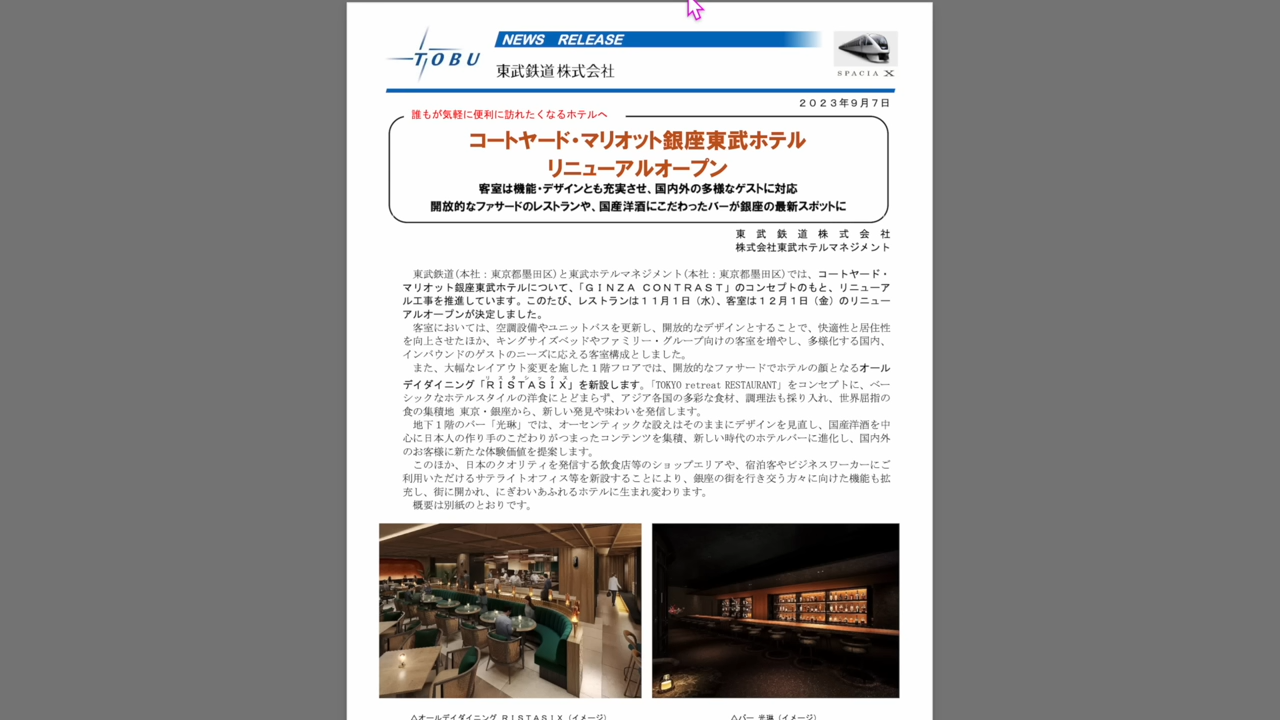 TOBU
NEWS RELEASE
東武鉄道株式会社
SPACIA X
2023年9月7日
誰もが気軽に便利に訪れたくなるホテルへ
コートヤード・マリオット銀座東武ホテル
リニューアルオープン
客室は機能・デザインとも充実させ、国内外の多様なゲストに対応
開放的なファサードのレストランや、国産洋酒にこだわったバーが銀座の最新スポットに
東武鉄道株式会社
株式会社東武ホテルマネジメント
東武鉄道(本社:東京都墨田区)と東武ホテルマネジメント(本社:東京都墨田区)では、コートヤード・
マリオット銀座東武ホテルについて、「GINZA CONTRAST」のコンセプトのもと、リニューア
ル工事を推進しています。このたび、レストランは11月1日(水)、客室は12月1日(金)のリニュー
アルオープンが決定しました。
客室においては、空調設備やユニットバスを更新し、開放的なデザインとすることで、快適性と居住性
を向上させたほか、キングサイズベッドやファミリー・グループ向けの客室を増やし、多様化する国内、
インバウンドのゲストのニーズに応える客室構成としました。
また、大幅なレイアウト変更を施した1階フロアでは、開放的なファサードでホテルの顔となるオール
リスタシックス
デイダイニング「RISTASIX」を新設します。「TOKYO retreat RESTAURANT」をコンセプトに、ベー
シックなホテルスタイルの洋食にとどまらず、アジア各国の多彩な食材、調理法も採り入れ、世界屈指の
食の集積地 東京・銀座から、新しい発見や味わいを発信します。
地下1階のバー「光琳」では、オーセンティックな設えはそのままにデザインを見直し、国産洋酒を中
心に日本人の作り手のこだわりがつまったコンテンツを集積、新しい時代のホテルバーに進化し、国内外
のお客様に新たな体験価値を提案します。
このほか、日本のクオリティを発信する飲食店等のショップエリアや、宿泊客やビジネスワーカーにご
利用いただけるサテライトオフィス等を新設することにより、銀座の街を行き交う方々に向けた機能も拡
充し、街に開かれ、にぎわいあふれるホテルに生まれ変わります。
概要は別紙のとおりです。
△オールデイダイニング RISTASIX(イメージ)
△バー 光琳(イメージ)